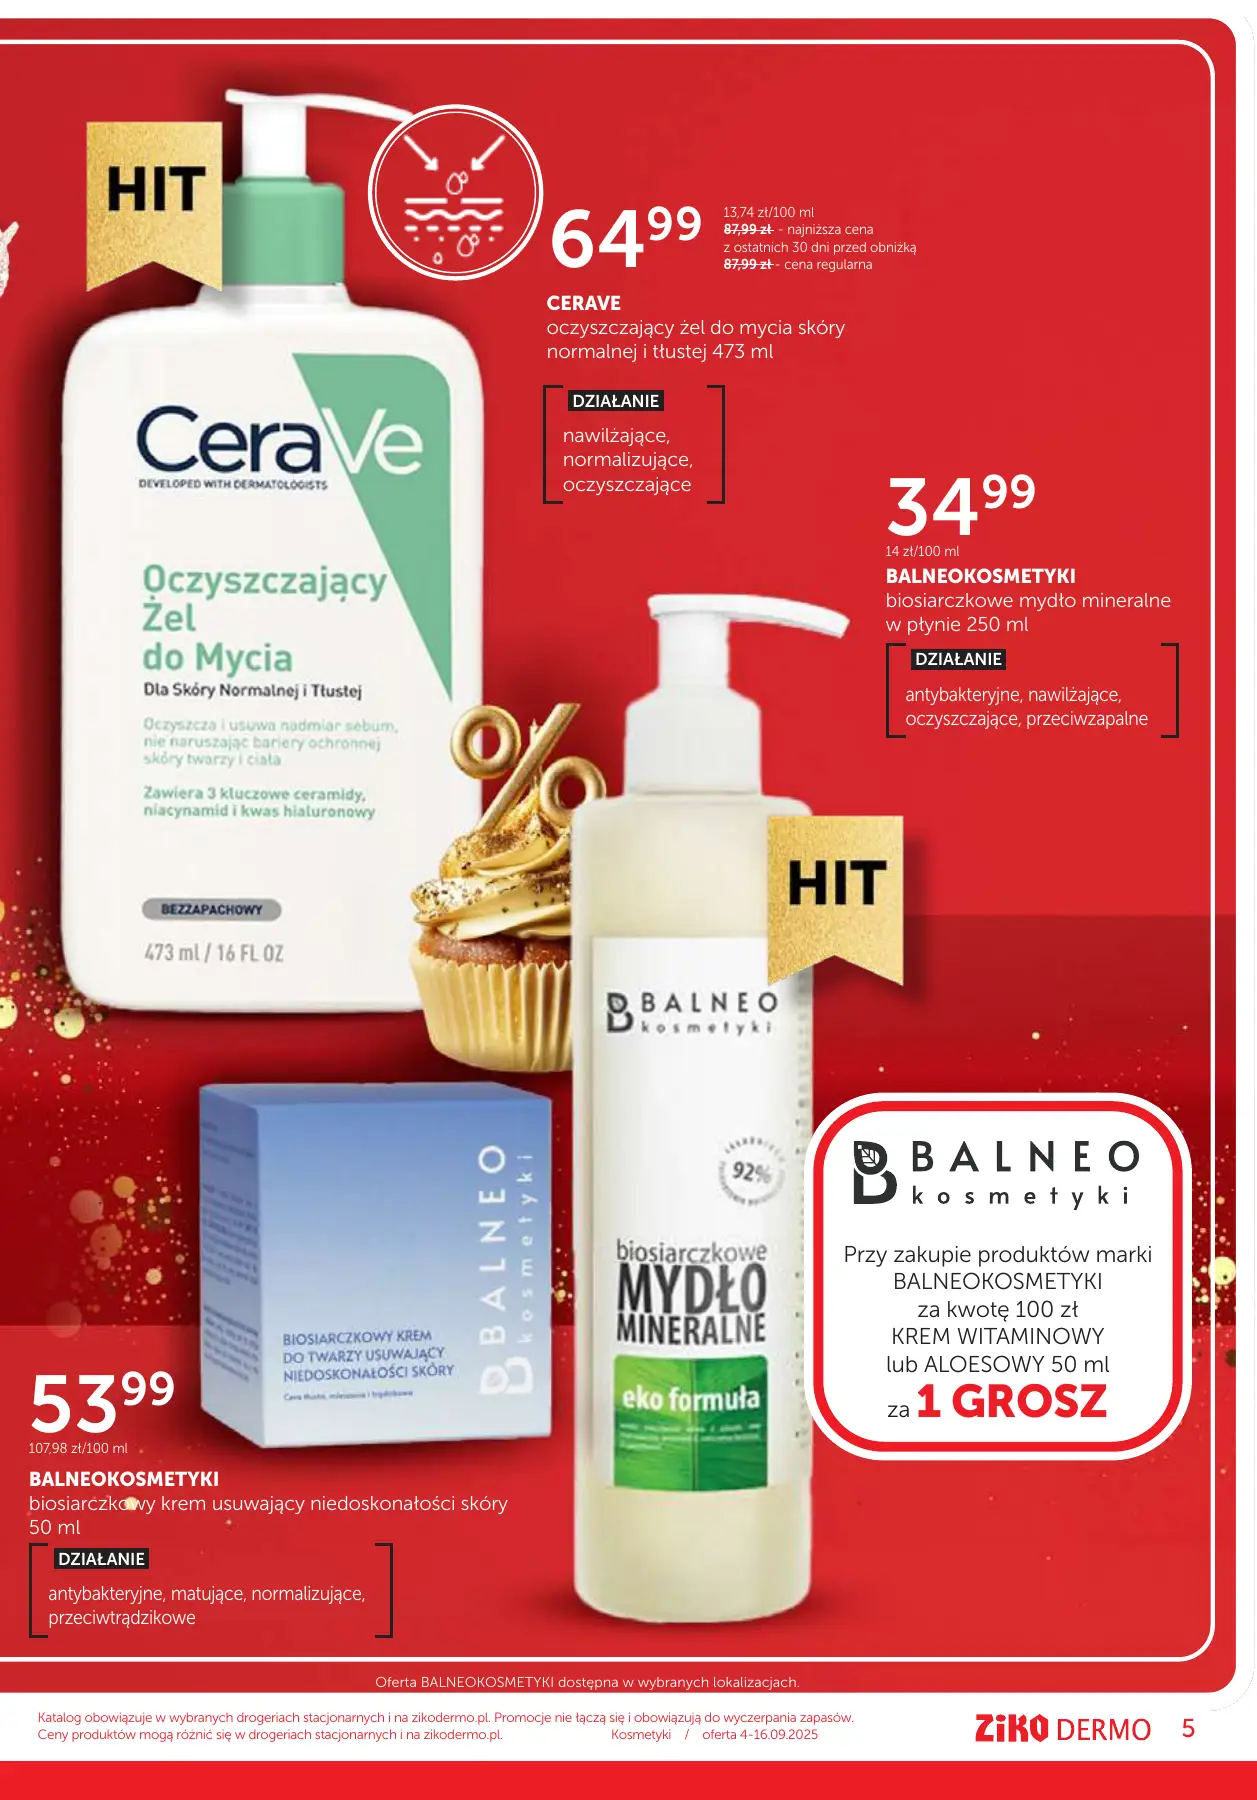 HIT
64 99
13,74 zł/100 ml
87,99 zł - najniższa cena
z ostatnich 30 dni przed obniżką
87,99 zł - cena regularna
CERAVE
oczyszczający żel do mycia skóry
normalnej i tłustej 473 ml
DZIAŁANIE
nawilżające,
normalizujące,
oczyszczające
CeraVe
DEVELOPED WITH DERMATOLOGISTS
Oczyszczający
Żel
do Mycia
Dla Skóry Normalnej i Tłustej
Oczyszcza i usuwa nadmiar sebum,
nie naruszając bariery ochronnej
skóry twarzy i ciała
Zawiera 3 kluczowe ceramidy,
niacynamid i kwas hialuronowy
BEZZAPACHOWY
473 ml / 16 FL OZ
34 99
14 zł/100 ml
BALNEOKOSMETYKI
biosiarczkowe mydło mineralne
w płynie 250 ml
DZIAŁANIE
antybakteryjne, nawilżające,
oczyszczające, przeciwzapalne
%
HIT
BALNEO
kosmetyki
92%
biosiarczkowe
MYDŁO
MINERALNE
eko formuła
BALNEO
kosmetyki
BIOSIARCZKOWY KREM
DO TWARZY USUWAJĄCY
NIEDOSKONAŁOŚCI SKÓRY
Cera tłusta, mieszana i trądzikowa
BALNEO
kosmetyki
Przy zakupie produktów marki
BALNEOKOSMETYKI
za kwotę 100 zł
KREM WITAMINOWY
lub ALOESOWY 50 ml
za 1 GROSZ
53 99
107,98 zł/100 ml
BALNEOKOSMETYKI
biosiarczkowy krem usuwający niedoskonałości skóry
50 ml
DZIAŁANIE
antybakteryjne, matujące, normalizujące,
przeciwtrądzikowe
Oferta BALNEOKOSMETYKI dostępna w wybranych lokalizacjach.
Katalog obowiązuje w wybranych drogeriach stacjonarnych i na zikodermo.pl. Promocje nie łączą się i obowiązują do wyczerpania zapasów.
Ceny produktów mogą różnić się w drogeriach stacjonarnych i na zikodermo.pl. Kosmetyki / oferta 4-16.09.2025
ZIKO DERMO 5